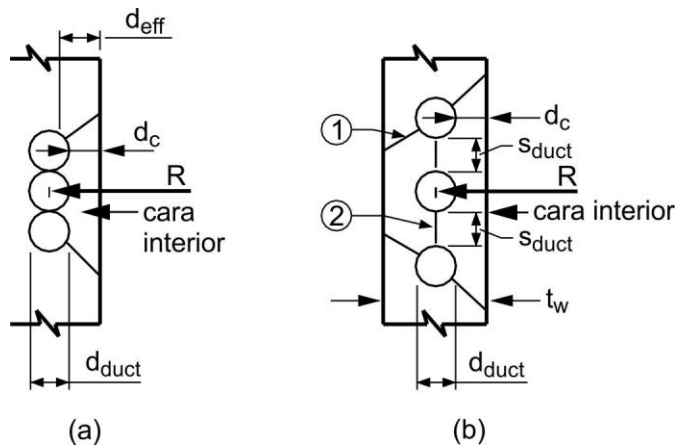 d_eff
d_c
R
cara
interior
d_duct
(a)
1
d_c
s_duct
R
2
cara interior
s_duct
t_w
d_duct
(b)